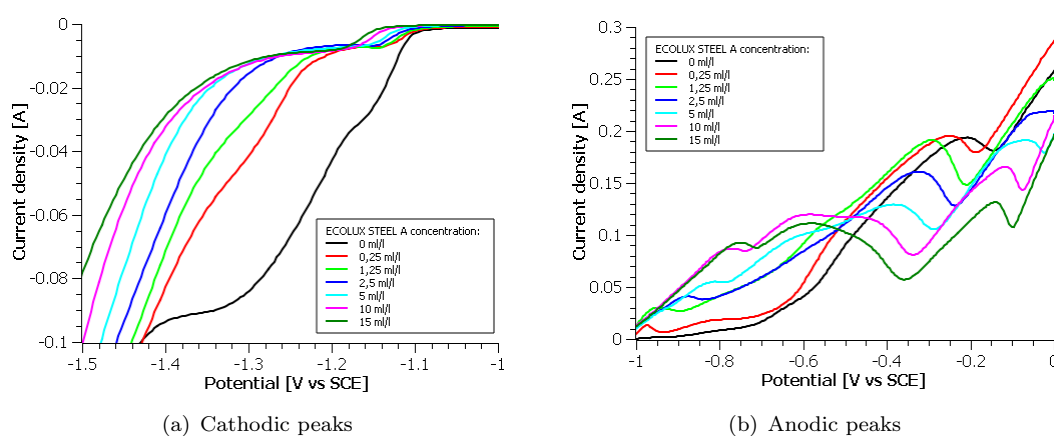 0
-0.02
-0.04
-0.06
-0.08
-0.1
Current density [A]
ECOLUX STEEL A concentration:
0 ml/l
0,25 ml/l
1,25 ml/l
2,5 ml/l
5 ml/l
10 ml/l
15 ml/l
-1.5 -1.4 -1.3 -1.2 -1.1 -1
Potential [V vs SCE]
(a) Cathodic peaks
0.3
0.25
0.2
0.15
0.1
0.05
0
Current density [A]
ECOLUX STEEL A concentration:
0 ml/l
0,25 ml/l
1,25 ml/l
2,5 ml/l
5 ml/l
10 ml/l
15 ml/l
-1 -0.8 -0.6 -0.4 -0.2 0
Potential [V vs SCE]
(b) Anodic peaks